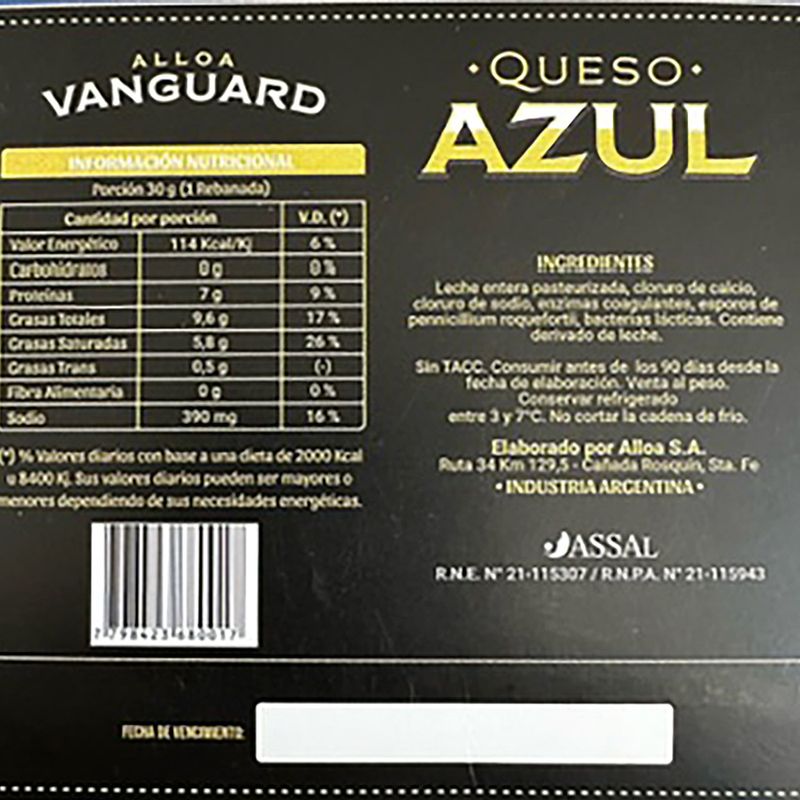 ALLOA
VANGUARD
INFORMACIÓN NUTRICIONAL
Porción 30 g (1 Rebanada)
Cantidad por porción V.D. (*)
Valor Energético 114 Kcal/Kj 6 %
Carbohidratos 0 g 0 %
Proteínas 7 g 9 %
Grasas Totales 9,6 g 17 %
Grasas Saturadas 5,8 g 26 %
Grasas Trans 0,5 g (-)
Fibra Alimentaria 0 g 0 %
Sodio 390 mg 16 %
(*) % Valores diarios con base a una dieta de 2000 Kcal
u 8400 Kj. Sus valores diarios pueden ser mayores o
menores dependiendo de sus necesidades energéticas.
7 798423 680017
• QUESO •
AZUL
INGREDIENTES
Leche entera pasteurizada, cloruro de calcio,
cloruro de sodio, enzimas coagulantes, esporos de
pennicillium roquefortii, bacterias lácticas. Contiene
derivado de leche.
Sin TACC. Consumir antes de los 90 días desde la
fecha de elaboración. Venta al peso.
Conservar refrigerado
entre 3 y 7°C. No cortar la cadena de frío.
Elaborado por Alloa S.A.
Ruta 34 Km 129,5 - Cañada Rosquín, Sta. Fe
• INDUSTRIA ARGENTINA •
ASSAL
R.N.E. N° 21-115307 / R.N.P.A. N° 21-115943
FECHA DE VENCIMIENTO: